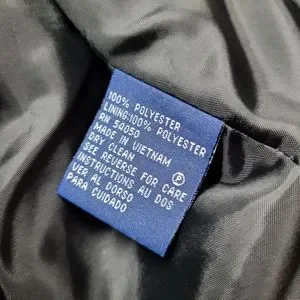 100% POLYESTER
LINING:100% POLYESTER
RN 54050
MADE IN VIETNAM
DRY CLEAN Ⓟ
SEE REVERSE FOR CARE
INSTRUCTIONS AU DOS
VER AL DORSO
PARA CUIDADO